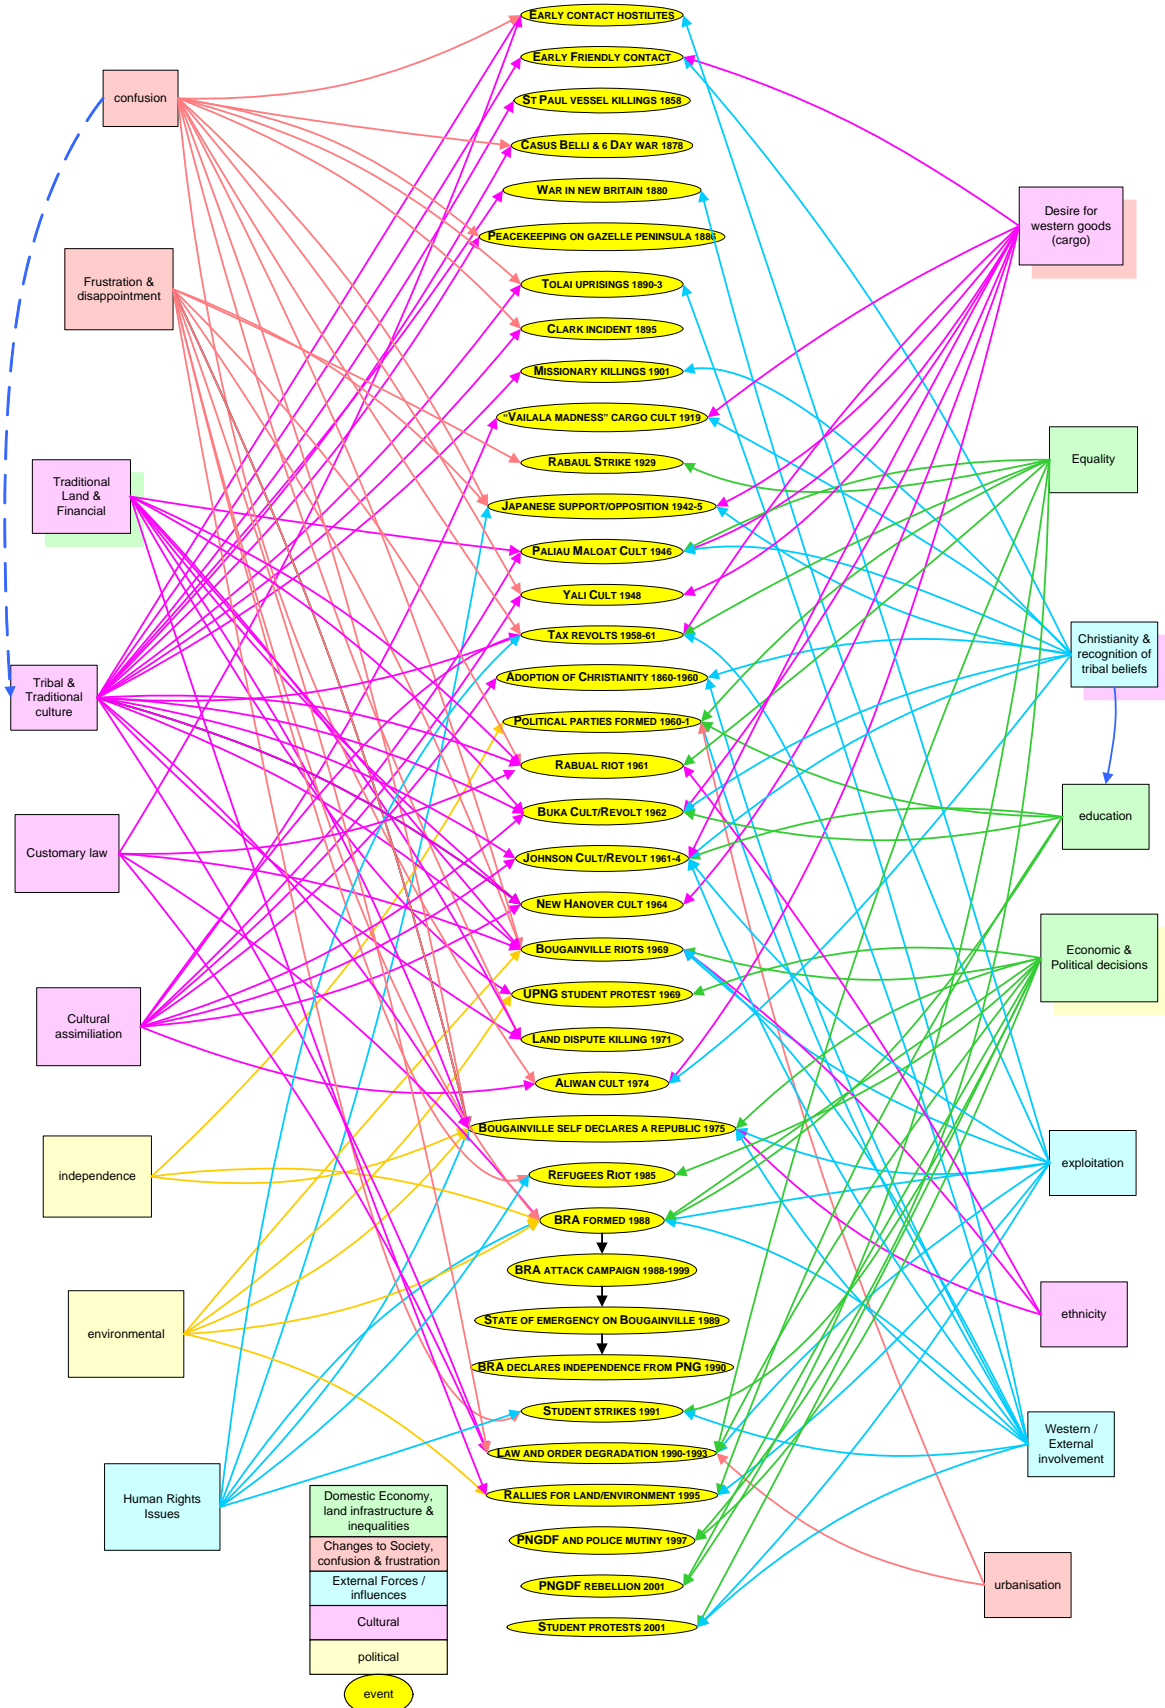 EARLY CONTACT HOSTILITES
EARLY FRIENDLY CONTACT
ST PAUL VESSEL KILLINGS 1858
CASUS BELLI & 6 DAY WAR 1878
WAR IN NEW BRITAIN 1880
PEACEKEEPING ON GAZELLE PENINSULA 1886
TOLAI UPRISINGS 1890-3
CLARK INCIDENT 1895
MISSIONARY KILLINGS 1901
"VAILALA MADNESS" CARGO CULT 1919
RABAUL STRIKE 1929
JAPANESE SUPPORT/OPPOSITION 1942-5
PALIAU MALOAT CULT 1946
YALI CULT 1948
TAX REVOLTS 1958-61
ADOPTION OF CHRISTIANITY 1860-1960
POLITICAL PARTIES FORMED 1960-1
RABUAL RIOT 1961
BUKA CULT/REVOLT 1962
JOHNSON CULT/REVOLT 1961-4
NEW HANOVER CULT 1964
BOUGAINVILLE RIOTS 1969
UPNG STUDENT PROTEST 1969
LAND DISPUTE KILLING 1971
ALIWAN CULT 1974
BOUGAINVILLE SELF DECLARES A REPUBLIC 1975
REFUGEES RIOT 1985
BRA FORMED 1988
BRA ATTACK CAMPAIGN 1988-1999
STATE OF EMERGENCY ON BOUGAINVILLE 1989
BRA DECLARES INDEPENDENCE FROM PNG 1990
STUDENT STRIKES 1991
LAW AND ORDER DEGRADATION 1990-1993
RALLIES FOR LAND/ENVIRONMENT 1995
PNGDF AND POLICE MUTINY 1997
PNGDF REBELLION 2001
STUDENT PROTESTS 2001
confusion
Frustration &
disappointment
Traditional
Land &
Financial
Tribal &
Traditional
culture
Customary law
Cultural
assimiliation
independence
environmental
Human Rights
Issues
Desire for
western goods
(cargo)
Equality
Christianity &
recognition of
tribal beliefs
education
Economic &
Political decisions
exploitation
ethnicity
Western /
External
involvement
urbanisation
Domestic Economy,
land infrastructure &
inequalities
Changes to Society,
confusion & frustration
External Forces /
influences
Cultural
political
event